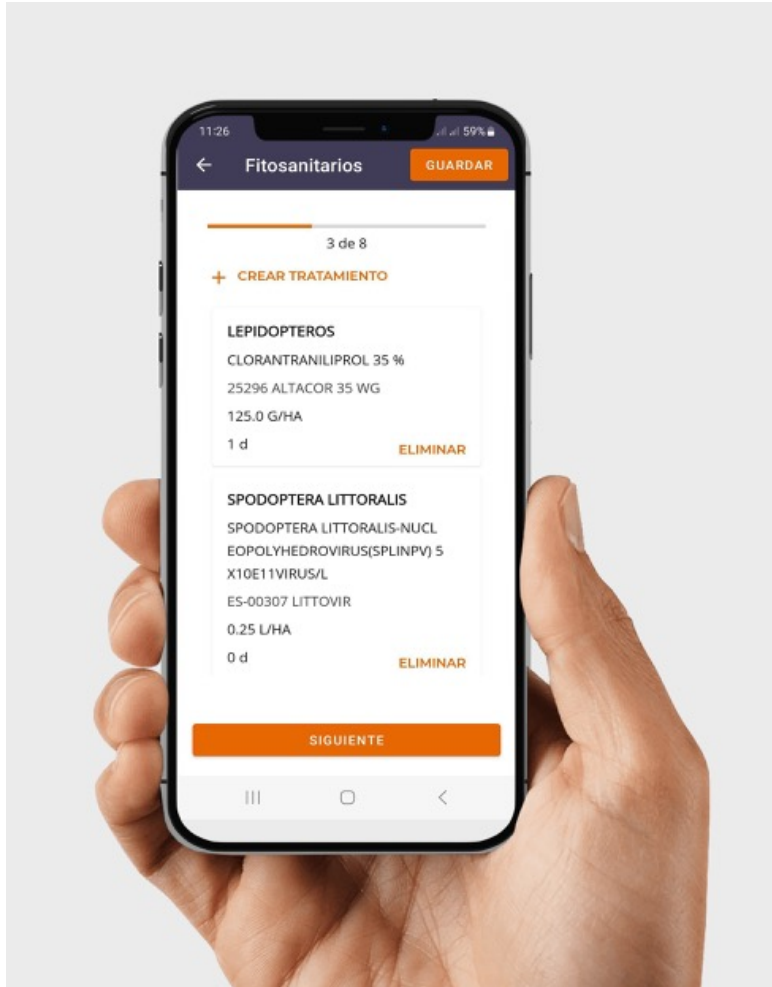 11:26 59%
Fitosanitarios GUARDAR
3 de 8
+ CREAR TRATAMIENTO
LEPIDOPTEROS
CLORANTRANILIPROL 35 %
25296 ALTACOR 35 WG
125.0 G/HA
1 d ELIMINAR
SPODOPTERA LITTORALIS
SPODOPTERA LITTORALIS-NUCL
EOPOLYHEDROVIRUS(SPLINPV) 5
X10E11VIRUS/L
ES-00307 LITTOVIR
0.25 L/HA
0 d ELIMINAR
SIGUIENTE